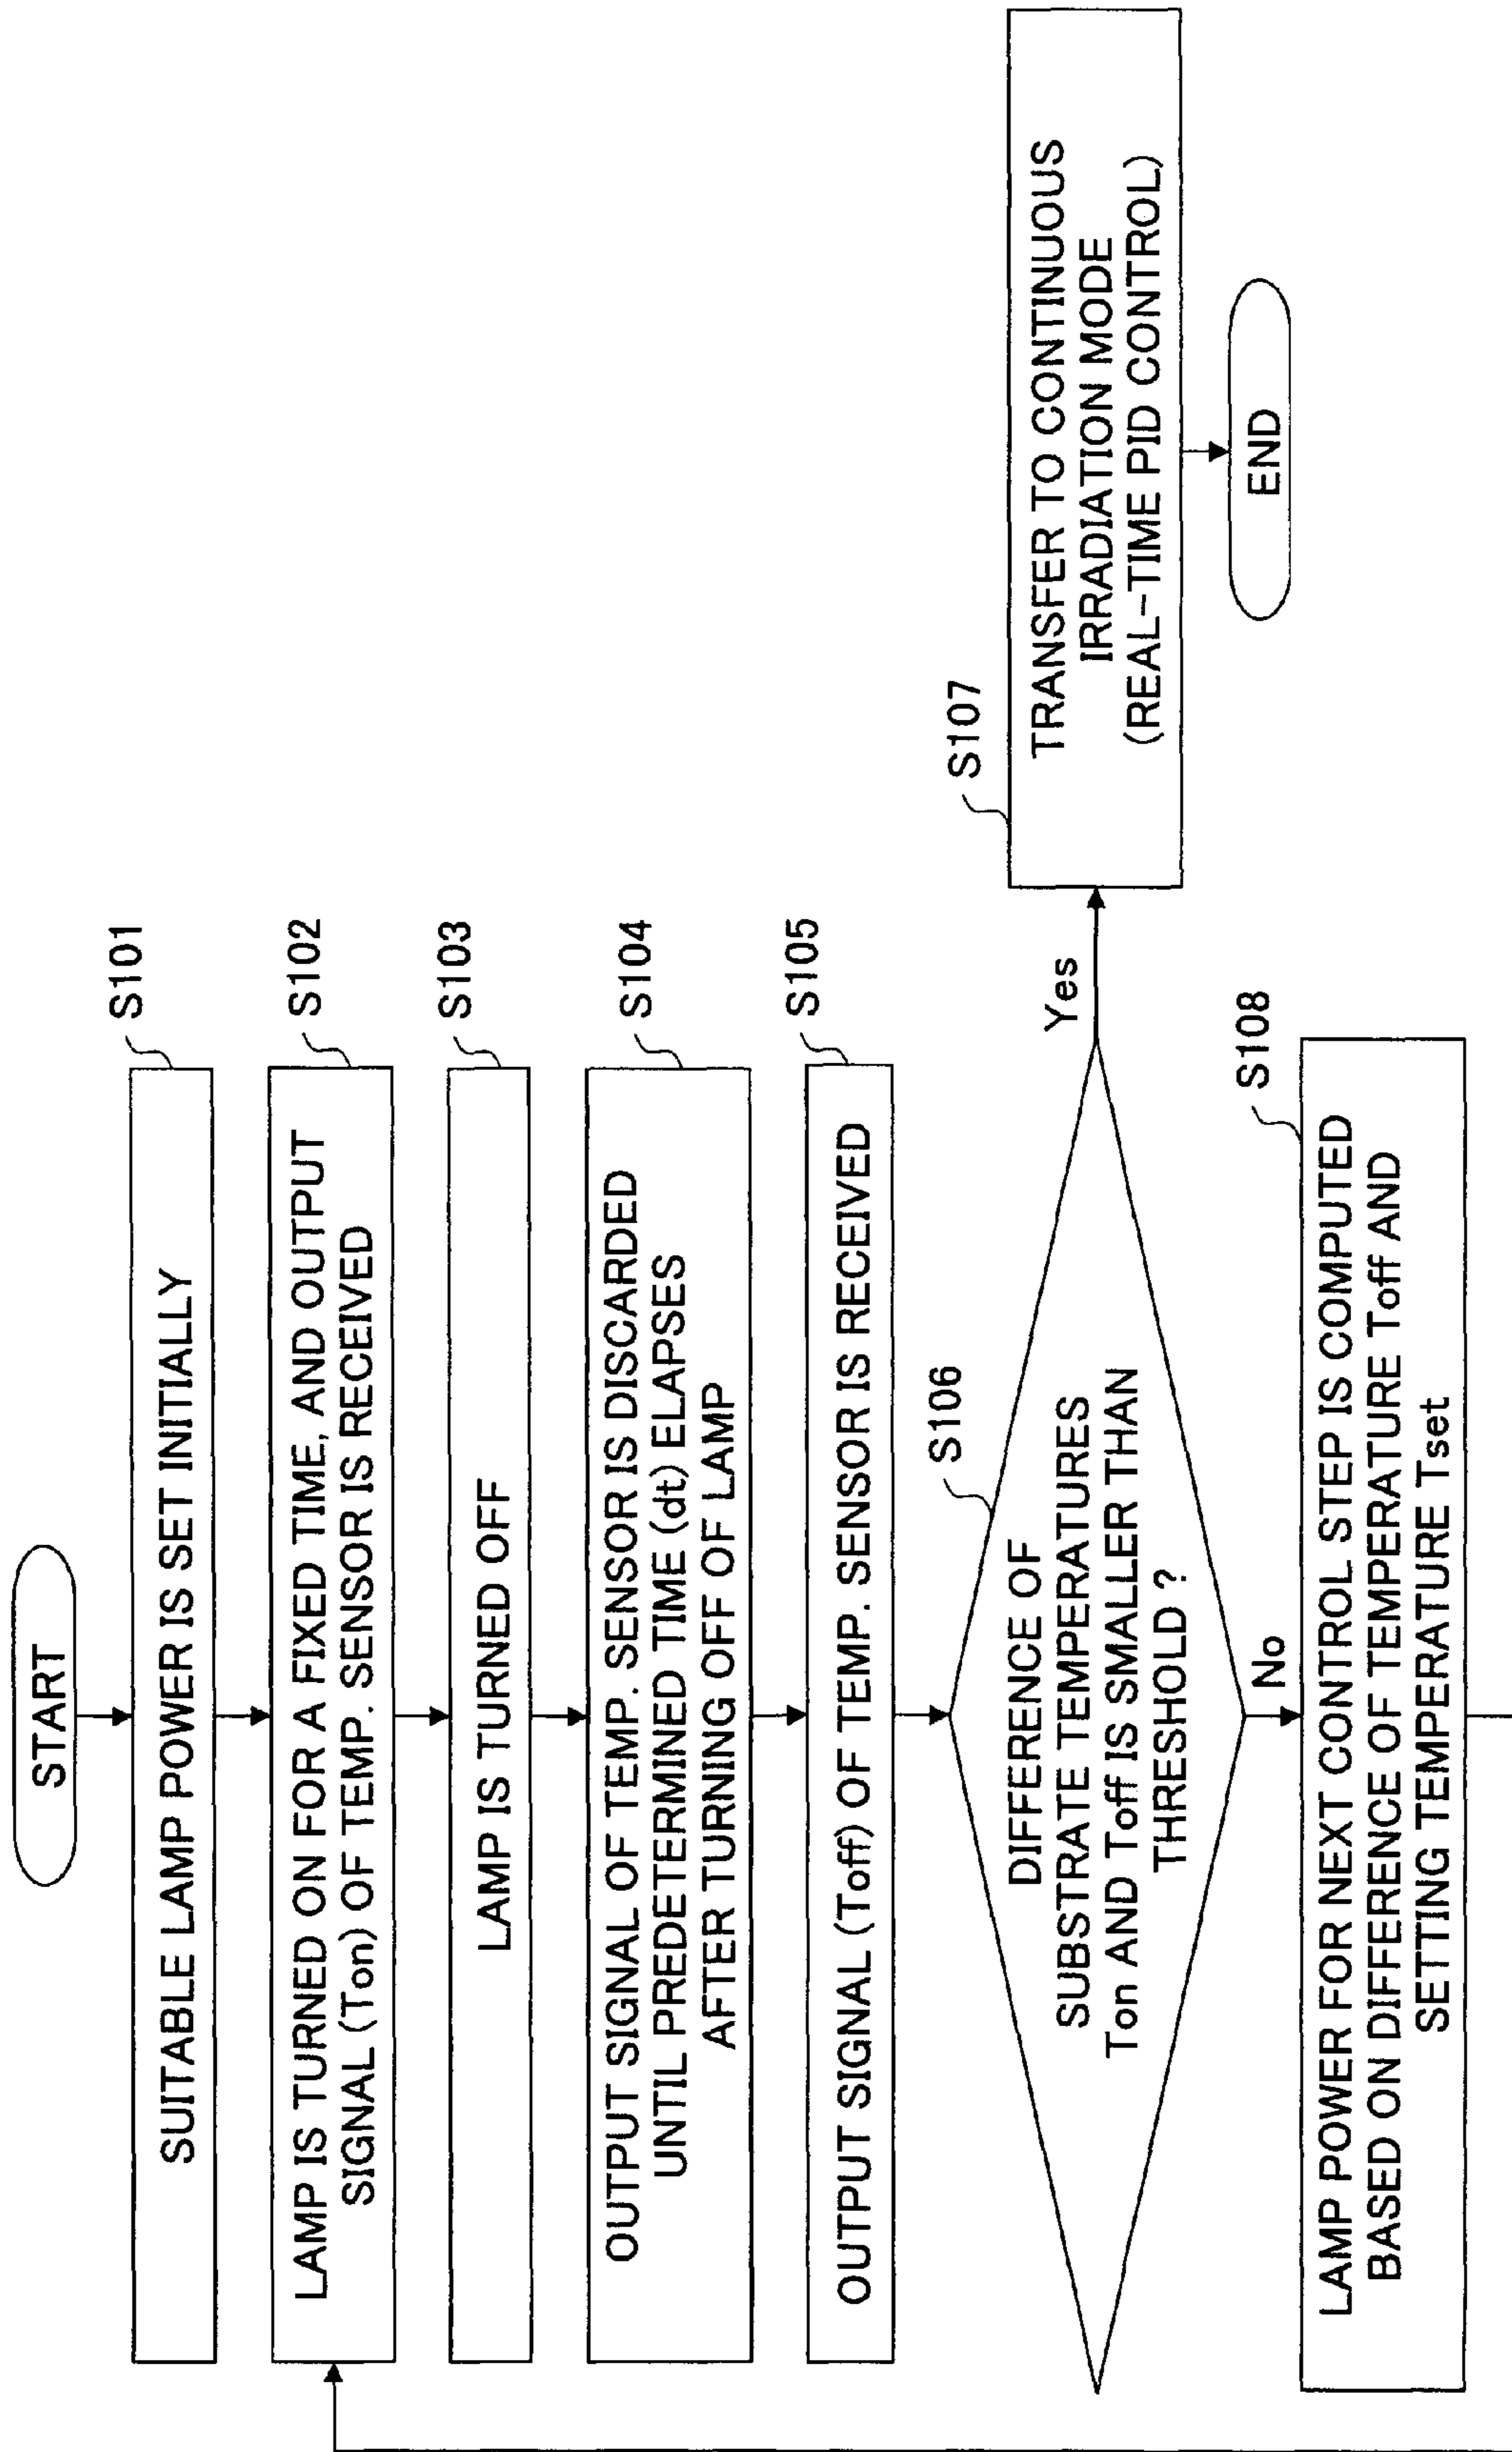 START
S101
SUITABLE LAMP POWER IS SET INITIALLY
S102
LAMP IS TURNED ON FOR A FIXED TIME, AND OUTPUT
SIGNAL (Ton) OF TEMP. SENSOR IS RECEIVED
S103
LAMP IS TURNED OFF
S104
OUTPUT SIGNAL OF TEMP. SENSOR IS DISCARDED
UNTIL PREDETERMINED TIME (dt) ELAPSES
AFTER TURNING OFF OF LAMP
S105
OUTPUT SIGNAL (Toff) OF TEMP. SENSOR IS RECEIVED
S106
DIFFERENCE OF
SUBSTRATE TEMPERATURES
Ton AND Toff IS SMALLER THAN
THRESHOLD ?
Yes
S107
TRANSFER TO CONTINUOUS
IRRADIATION MODE
(REAL-TIME PID CONTROL)
END
No
S108
LAMP POWER FOR NEXT CONTROL STEP IS COMPUTED
BASED ON DIFFERENCE OF TEMPERATURE Toff AND
SETTING TEMPERATURE Tset